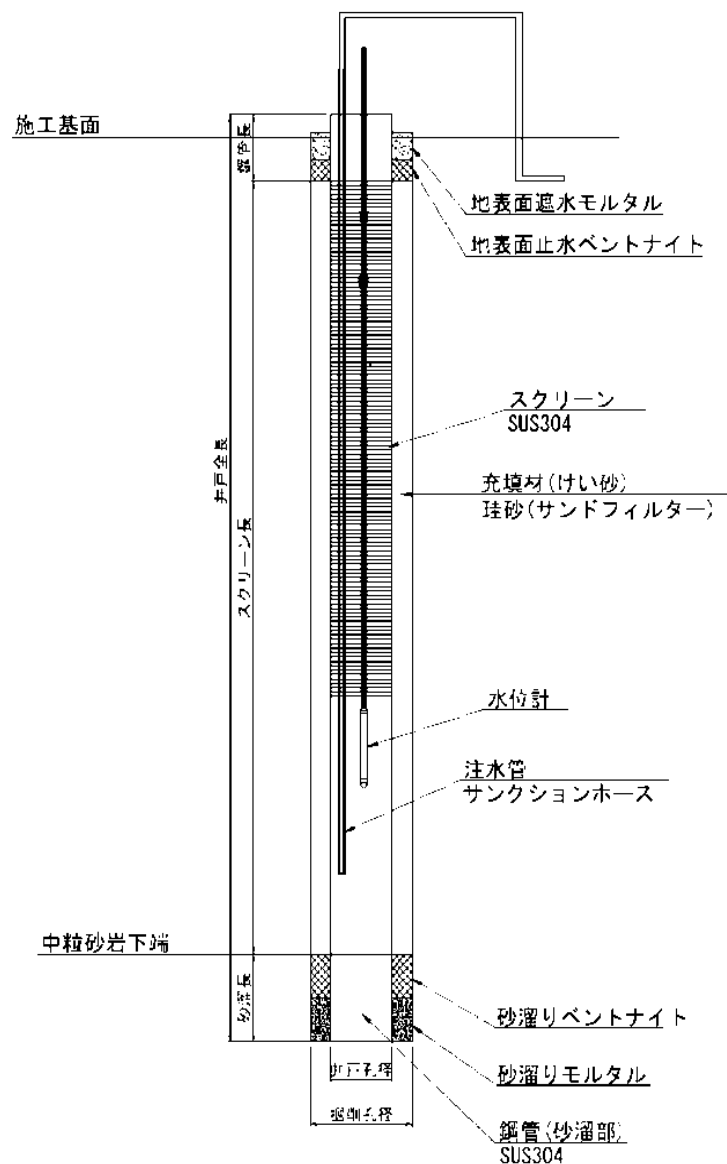 施工基面
鋼管長
地表面遮水モルタル
地表面止水ベントナイト
スクリーン
SUS304
井戸全長
スクリーン長
充填材(けい砂)
珪砂(サンドフィルター)
水位計
注水管
サンクションホース
中粒砂岩下端
砂溜長
砂溜りベントナイト
井戸孔径
砂溜りモルタル
掘削孔径
鋼管(砂溜部)
SUS304